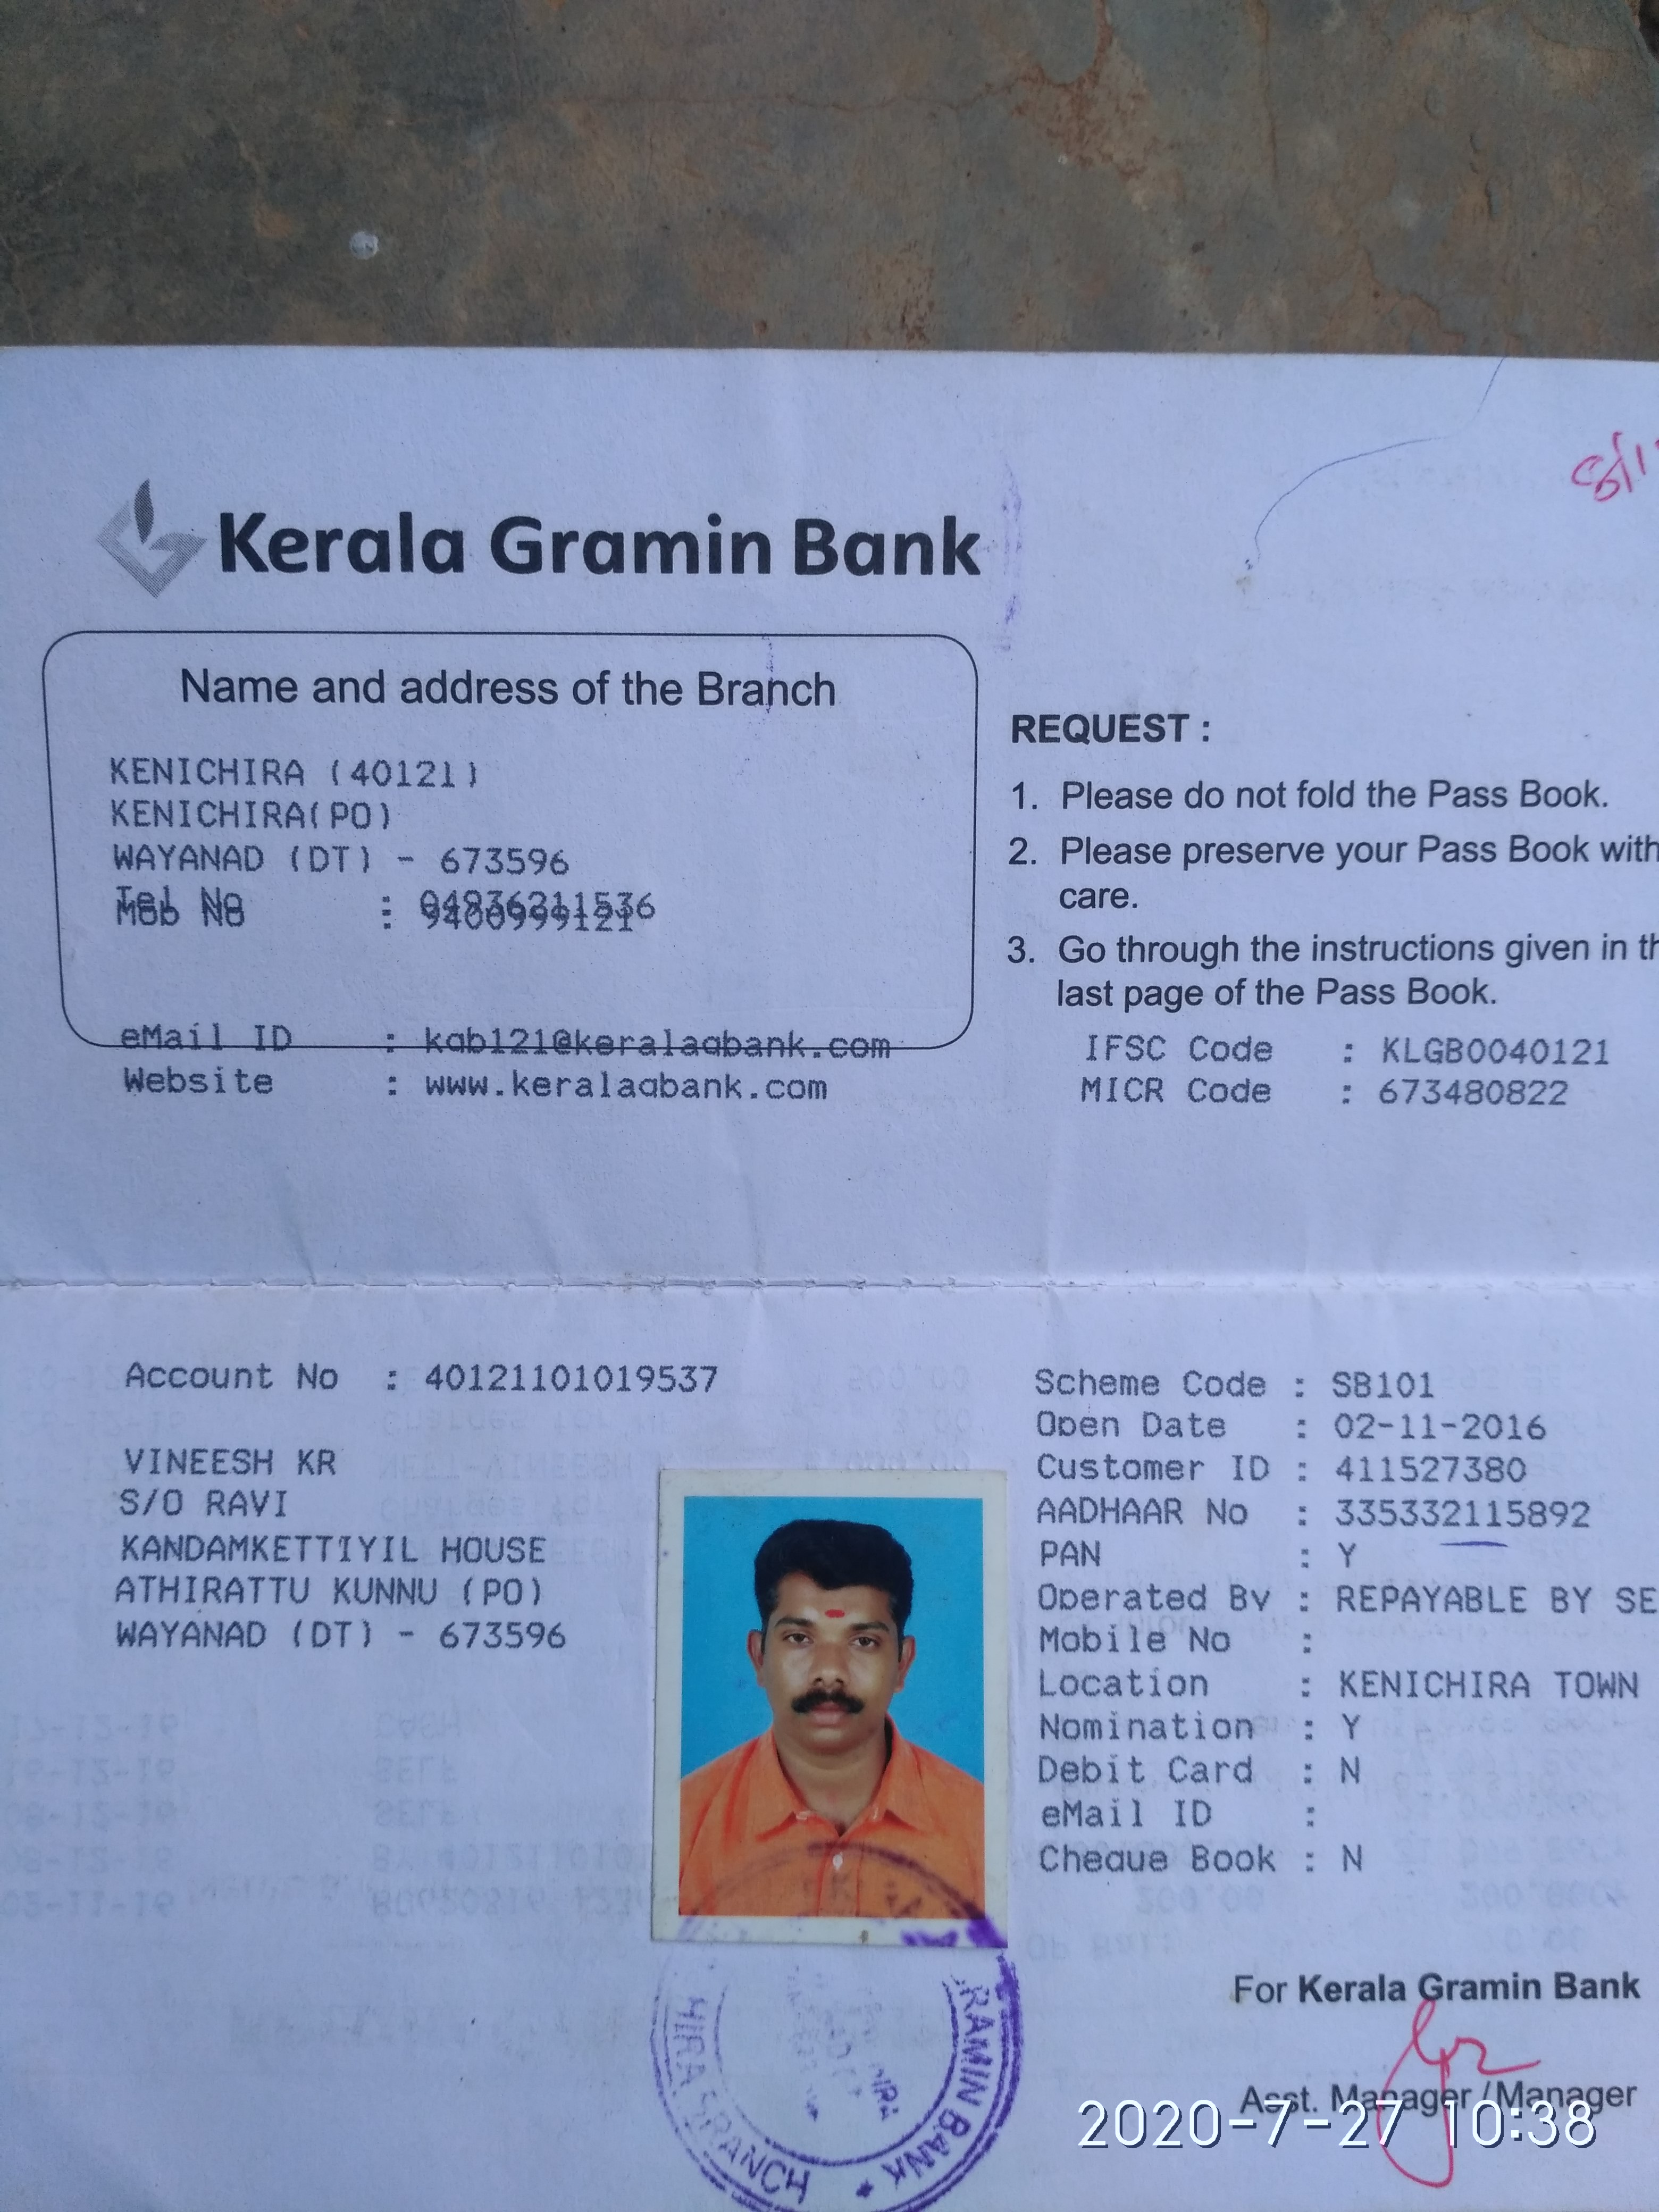 8/11
Kerala Gramin Bank
Name and address of the Branch
KENICHIRA (40121)
KENICHIRA(PO)
WAYANAD (DT) - 673596
Tel No : 04936211536
Mob No : 9400999121
eMail ID : kgb121@keralagbank.com
Website : www.keralagbank.com
REQUEST :
1. Please do not fold the Pass Book.
2. Please preserve your Pass Book with
care.
3. Go through the instructions given in th
last page of the Pass Book.
IFSC Code : KLGB0040121
MICR Code : 673480822
Account No : 40121101019537
VINEESH KR
S/O RAVI
KANDAMKETTIYIL HOUSE
ATHIRATTU KUNNU (PO)
WAYANAD (DT) - 673596
Scheme Code : SB101
Open Date : 02-11-2016
Customer ID : 411527380
AADHAAR No : 335332115892
PAN : Y
Operated By : REPAYABLE BY SE
Mobile No :
Location : KENICHIRA TOWN
Nomination : Y
Debit Card : N
eMail ID :
Cheque Book : N
For Kerala Gramin Bank
Asst. Manager/Manager
RAMIN BANK *
HIRA BRANCH
2020-7-27 10:38